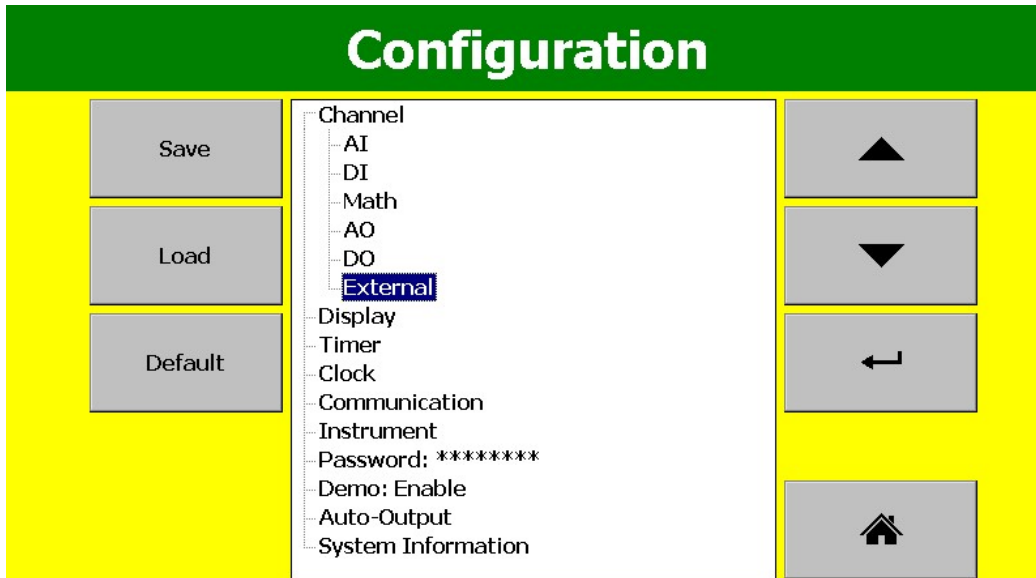 Configuration
Save
Load
Default
Channel
AI
DI
Math
AO
DO
External
Display
Timer
Clock
Communication
Instrument
Password: ********
Demo: Enable
Auto-Output
System Information